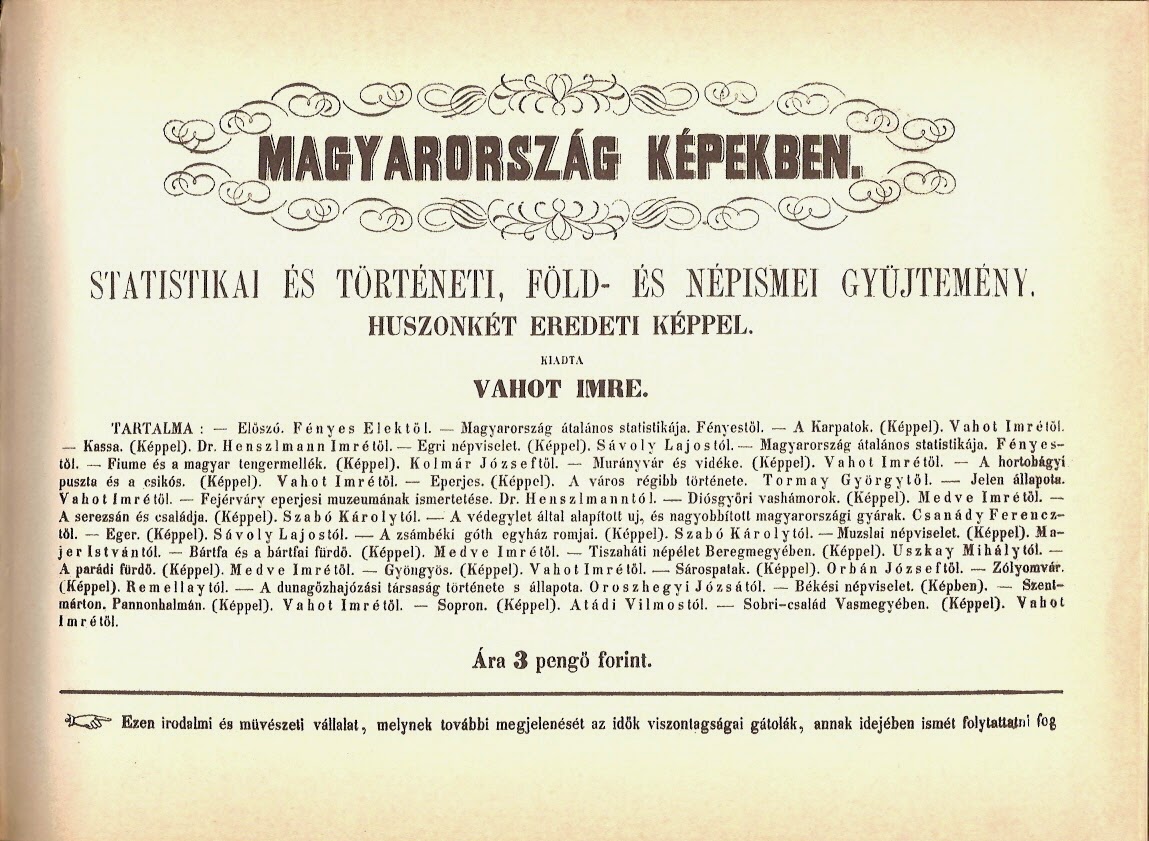 MAGYARORSZÁG KÉPEKBEN.
STATISTIKAI ÉS TÖRTÉNETI, FÖLD- ÉS NÉPISMEI GYÜJTEMÉNY.
HUSZONKÉT EREDETI KÉPPEL.
KIADTA
VAHOT IMRE.
TARTALMA : — Előszó. Fényes Elektől. — Magyarország átalános statistikája. Fényestől. — A Karpatok. (Képpel). Vahot Imrétől.
— Kassa. (Képpel). Dr. Henszlmann Imrétől. — Egri népviselet. (Képpel). Sávoly Lajostól. — Magyarország átalános statistikája. Fényes-
től. — Fiume és a magyar tengermellék. (Képpel). Kolmár Józseftől. — Murányvár és vidéke. (Képpel). Vahot Imrétől. — A hortobágyi
puszta és a csikós. (Képpel). Vahot Imrétől. — Eperjes. (Képpel). A város régibb története. Tormay Györgytől. — Jelen állapota.
Vahot Imrétől. — Fejérváry eperjesi muzeumának ismertetése. Dr. Henszlmanntól. — Diósgyőri vashámorok. (Képpel). Medve Imrétől. —
A serezsán és családja. (Képpel). Szabó Károlytól. — A védegylet által alapított uj, és nagyobbított magyarországi gyárak. Csanády Ferencz-
től. — Eger. (Képpel). Sávoly Lajostól. — A zsámbéki góth egyház romjai. (Képpel). Szabó Károlytól. — Muzslai népviselet. (Képpel). Ma-
jer Istvántól. — Bártfa és a bártfai fürdő. (Képpel). Medve Imrétől. — Tiszaháti népélet Beregmegyében. (Képpel). Uszkay Mihálytól. —
A parádi fürdő. (Képpel). Medve Imrétől. — Gyöngyös. (Képpel). Vahot Imrétől. — Sárospatak. (Képpel). Orbán Józseftől. — Zólyomvár.
(Képpel). Remellaytól. — A dunagőzhajózási társaság története s állapota. Oroszhegyi Józsától. — Békési népviselet. (Képben). — Szent-
márton. Pannonhalmán. (Képpel). Vahot Imrétől. — Sopron. (Képpel). Atádi Vilmostól. — Sobri-család Vasmegyében. (Képpel). Vahot
Imrétől.
Ára 3 pengő forint.
Ezen irodalmi és müvészeti vállalat, melynek további megjelenését az idők viszontagságai gátolák, annak idejében ismét folytattatni fog